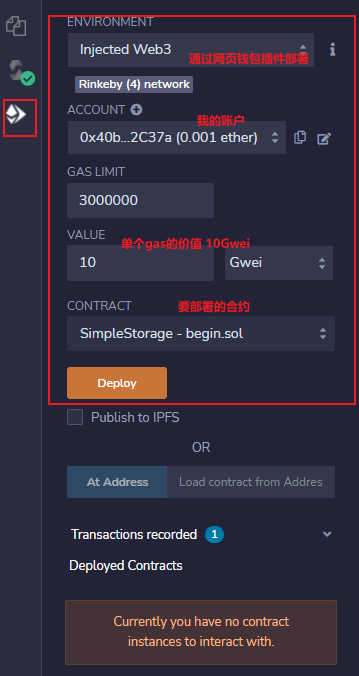 ENVIRONMENT
Injected Web3
通过网页钱包插件部署
Rinkeby (4) network
ACCOUNT
我的账户
0x40b...2C37a (0.001 ether)
GAS LIMIT
3000000
VALUE
单个gas的价值 10Gwei
10 Gwei
CONTRACT
要部署的合约
SimpleStorage - begin.sol
Deploy
Publish to IPFS
OR
At Address Load contract from Addres
Transactions recorded 1
Deployed Contracts
Currently you have no contract
instances to interact with.